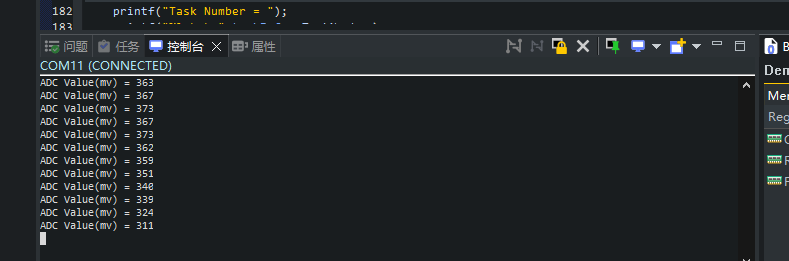 182 printf("Task Number = ");
183
问题 任务 控制台 属性
COM11 (CONNECTED)
ADC Value(mv) = 363
ADC Value(mv) = 367
ADC Value(mv) = 373
ADC Value(mv) = 367
ADC Value(mv) = 373
ADC Value(mv) = 362
ADC Value(mv) = 359
ADC Value(mv) = 351
ADC Value(mv) = 340
ADC Value(mv) = 339
ADC Value(mv) = 324
ADC Value(mv) = 311
B
Dem
Mer
Reg